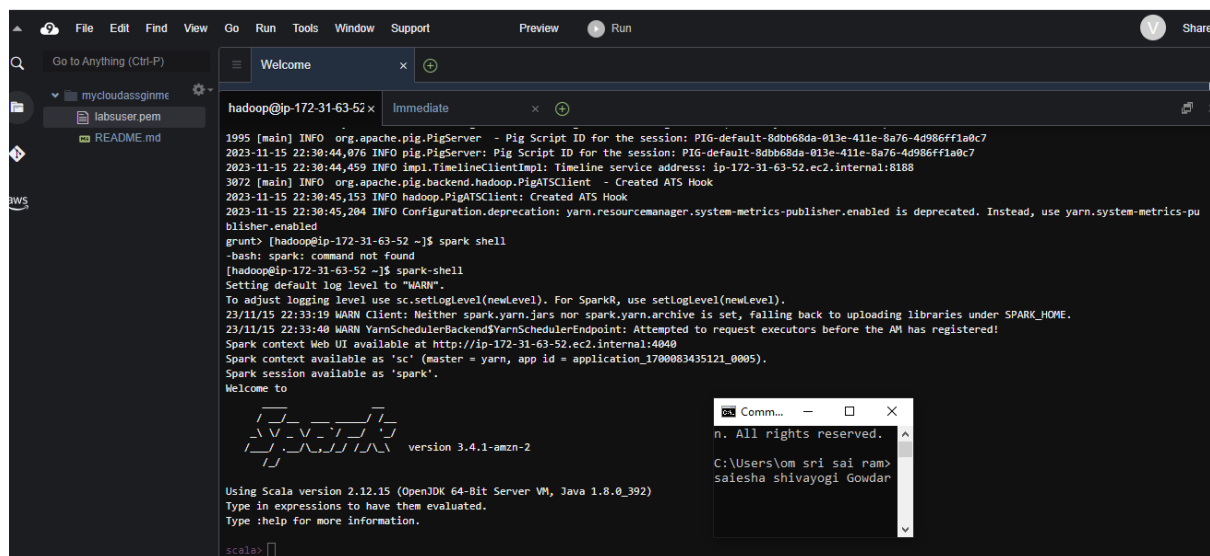 File Edit Find View Go Run Tools Window Support Preview Run V Share
Go to Anything (Ctrl-P)
Welcome
mycloudassginme
labsuser.pem
README.md
aws
hadoop@ip-172-31-63-52 Immediate
1995 [main] INFO  org.apache.pig.PigServer  - Pig Script ID for the session: PIG-default-8dbb68da-013e-411e-8a76-4d986ff1a0c7
2023-11-15 22:30:44,076 INFO pig.PigServer: Pig Script ID for the session: PIG-default-8dbb68da-013e-411e-8a76-4d986ff1a0c7
2023-11-15 22:30:44,459 INFO impl.TimelineClientImpl: Timeline service address: ip-172-31-63-52.ec2.internal:8188
3072 [main] INFO  org.apache.pig.backend.hadoop.PigATSClient  - Created ATS Hook
2023-11-15 22:30:45,153 INFO hadoop.PigATSClient: Created ATS Hook
2023-11-15 22:30:45,204 INFO Configuration.deprecation: yarn.resourcemanager.system-metrics-publisher.enabled is deprecated. Instead, use yarn.system-metrics-pu
blisher.enabled
grunt> [hadoop@ip-172-31-63-52 ~]$ spark shell
-bash: spark: command not found
[hadoop@ip-172-31-63-52 ~]$ spark-shell
Setting default log level to "WARN".
To adjust logging level use sc.setLogLevel(newLevel). For SparkR, use setLogLevel(newLevel).
23/11/15 22:33:19 WARN Client: Neither spark.yarn.jars nor spark.yarn.archive is set, falling back to uploading libraries under SPARK_HOME.
23/11/15 22:33:40 WARN YarnSchedulerBackend$YarnSchedulerEndpoint: Attempted to request executors before the AM has registered!
Spark context Web UI available at http://ip-172-31-63-52.ec2.internal:4040
Spark context available as 'sc' (master = yarn, app id = application_1700083435121_0005).
Spark session available as 'spark'.
Welcome to
Spark version 3.4.1-amzn-2
Using Scala version 2.12.15 (OpenJDK 64-Bit Server VM, Java 1.8.0_392)
Type in expressions to have them evaluated.
Type :help for more information.
scala>
Comm...
n. All rights reserved.
C:\Users\om sri sai ram>
saiesha shivayogi Gowdar